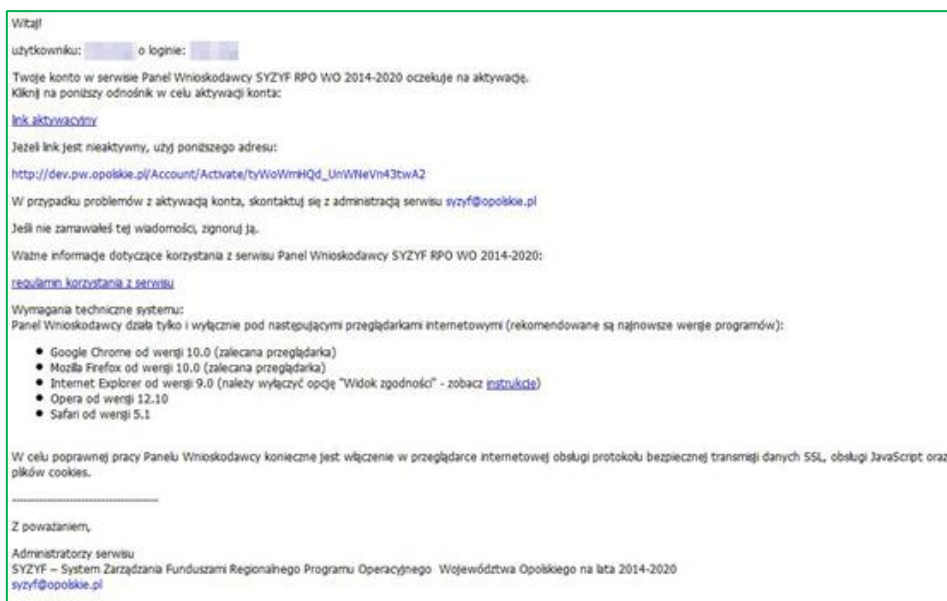 Witaj!
użytkowniku: o loginie:
Twoje konto w serwisie Panel Wnioskodawcy SYZYF RPO WO 2014-2020 oczekuje na aktywację.
Kliknij na poniższy odnośnik w celu aktywacji konta:
link aktywacyjny
Jeżeli link jest nieaktywny, użyj poniższego adresu:
http://dev.pw.opolskie.pl/Account/Activate/tyWoWmHQd_UnWNeVn43twA2
W przypadku problemów z aktywacją konta, skontaktuj się z administracją serwisu syzyf@opolskie.pl
Jeśli nie zamawiałeś tej wiadomości, zignoruj ją.
Ważne informacje dotyczące korzystania z serwisu Panel Wnioskodawcy SYZYF RPO WO 2014-2020:
regulamin korzystania z serwisu
Wymagania techniczne systemu:
Panel Wnioskodawcy działa tylko i wyłącznie pod następującymi przeglądarkami internetowymi (rekomendowane są najnowsze wersje programów):
● Google Chrome od wersji 10.0 (zalecana przeglądarka)
● Mozilla Firefox od wersji 10.0 (zalecana przeglądarka)
● Internet Explorer od wersji 9.0 (należy wyłączyć opcję "Widok zgodności" - zobacz instrukcję)
● Opera od wersji 12.10
● Safari od wersji 5.1
W celu poprawnej pracy Panelu Wnioskodawcy konieczne jest włączenie w przeglądarce internetowej obsługi protokołu bezpiecznej transmisji danych SSL, obsługi JavaScript oraz
plików cookies.
-------------------------------------
Z poważaniem,
Administratorzy serwisu
SYZYF – System Zarządzania Funduszami Regionalnego Programu Operacyjnego Województwa Opolskiego na lata 2014-2020
syzyf@opolskie.pl